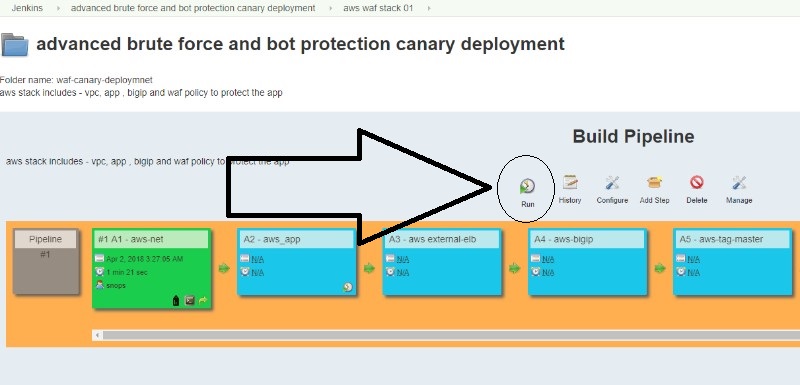 Jenkins advanced brute force and bot protection canary deployment aws waf stack 01
advanced brute force and bot protection canary deployment
Folder name: waf-canary-deploymnet
aws stack includes - vpc, app , bigip and waf policy to protect the app
Build Pipeline
aws stack includes - vpc, app , bigip and waf policy to protect the app
Run History Configure Add Step Delete Manage
Pipeline #1 A1 - aws-net A2 - aws_app A3 - aws external-elb A4 - aws-bigip A5 - aws-tag-master
#1
Apr 2, 2018 3:27:05 AM N/A N/A N/A N/A
1 min 21 sec N/A N/A N/A N/A
snops